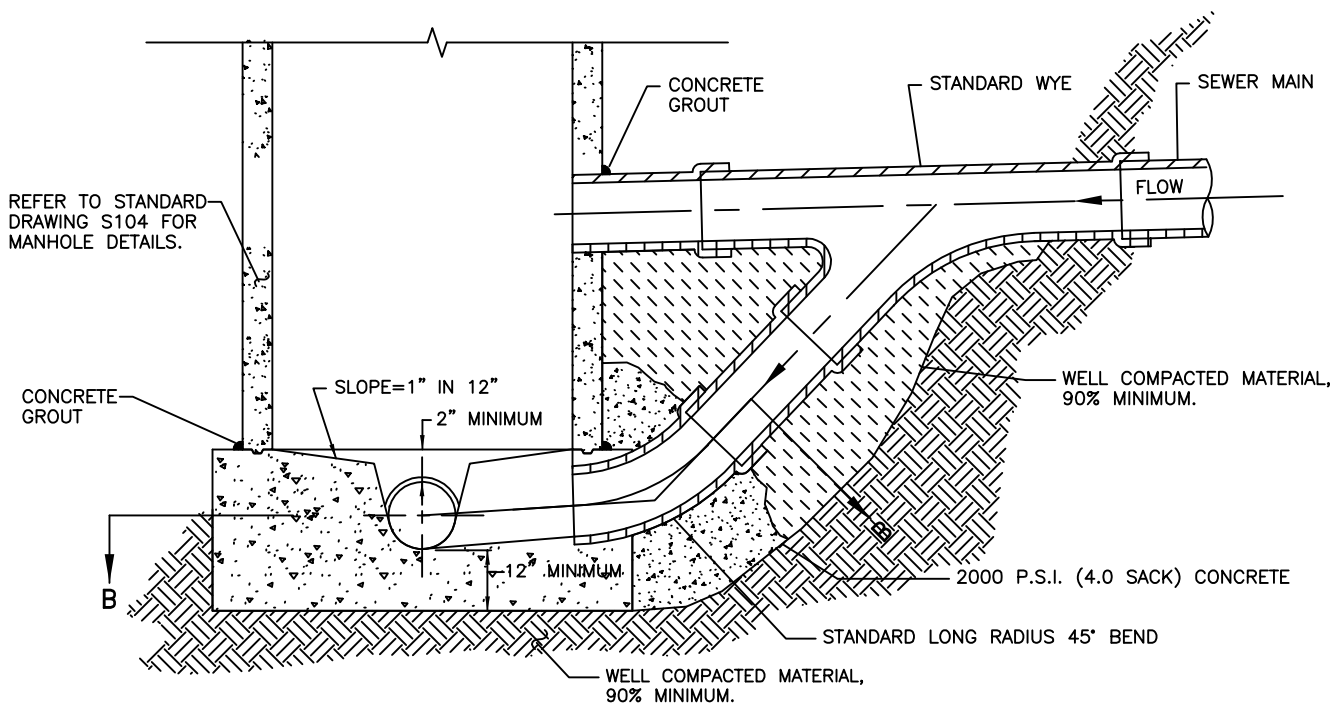 CONCRETE
GROUT
STANDARD WYE
SEWER MAIN
FLOW
REFER TO STANDARD
DRAWING S104 FOR
MANHOLE DETAILS.
SLOPE=1" IN 12"
2" MINIMUM
CONCRETE
GROUT
WELL COMPACTED MATERIAL,
90% MINIMUM.
B
12" MINIMUM
B
2000 P.S.I. (4.0 SACK) CONCRETE
STANDARD LONG RADIUS 45° BEND
WELL COMPACTED MATERIAL,
90% MINIMUM.